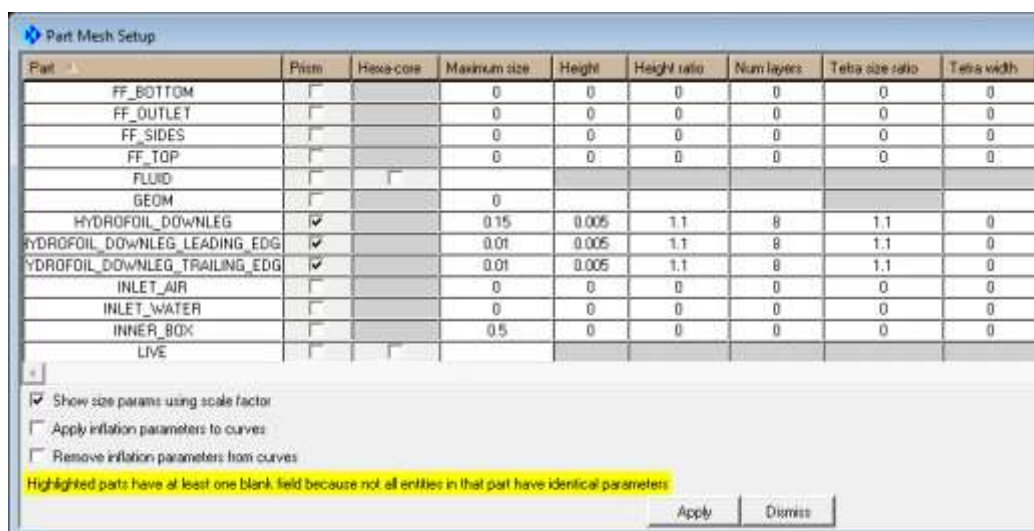 Part Mesh Setup
Part Prism Hexa-core Maximum size Height Height ratio Num layers Tetra size ratio Tetra width
FF_BOTTOM 0 0 0 0 0 0
FF_OUTLET 0 0 0 0 0 0
FF_SIDES 0 0 0 0 0 0
FF_TOP 0 0 0 0 0 0
FLUID
GEOM 0
HYDROFOIL_DOWNLEG 0.15 0.005 1.1 8 1.1 0
HYDROFOIL_DOWNLEG_LEADING_EDG 0.01 0.005 1.1 8 1.1 0
YDROFOIL_DOWNLEG_TRAILING_EDG 0.01 0.005 1.1 8 1.1 0
INLET_AIR 0 0 0 0 0 0
INLET_WATER 0 0 0 0 0 0
INNER_BOX 0.5 0 0 0 0 0
LIVE
Show size params using scale factor
Apply inflation parameters to curves
Remove inflation parameters from curves
Highlighted parts have at least one blank field because not all entities in that part have identical parameters
Apply Dismiss